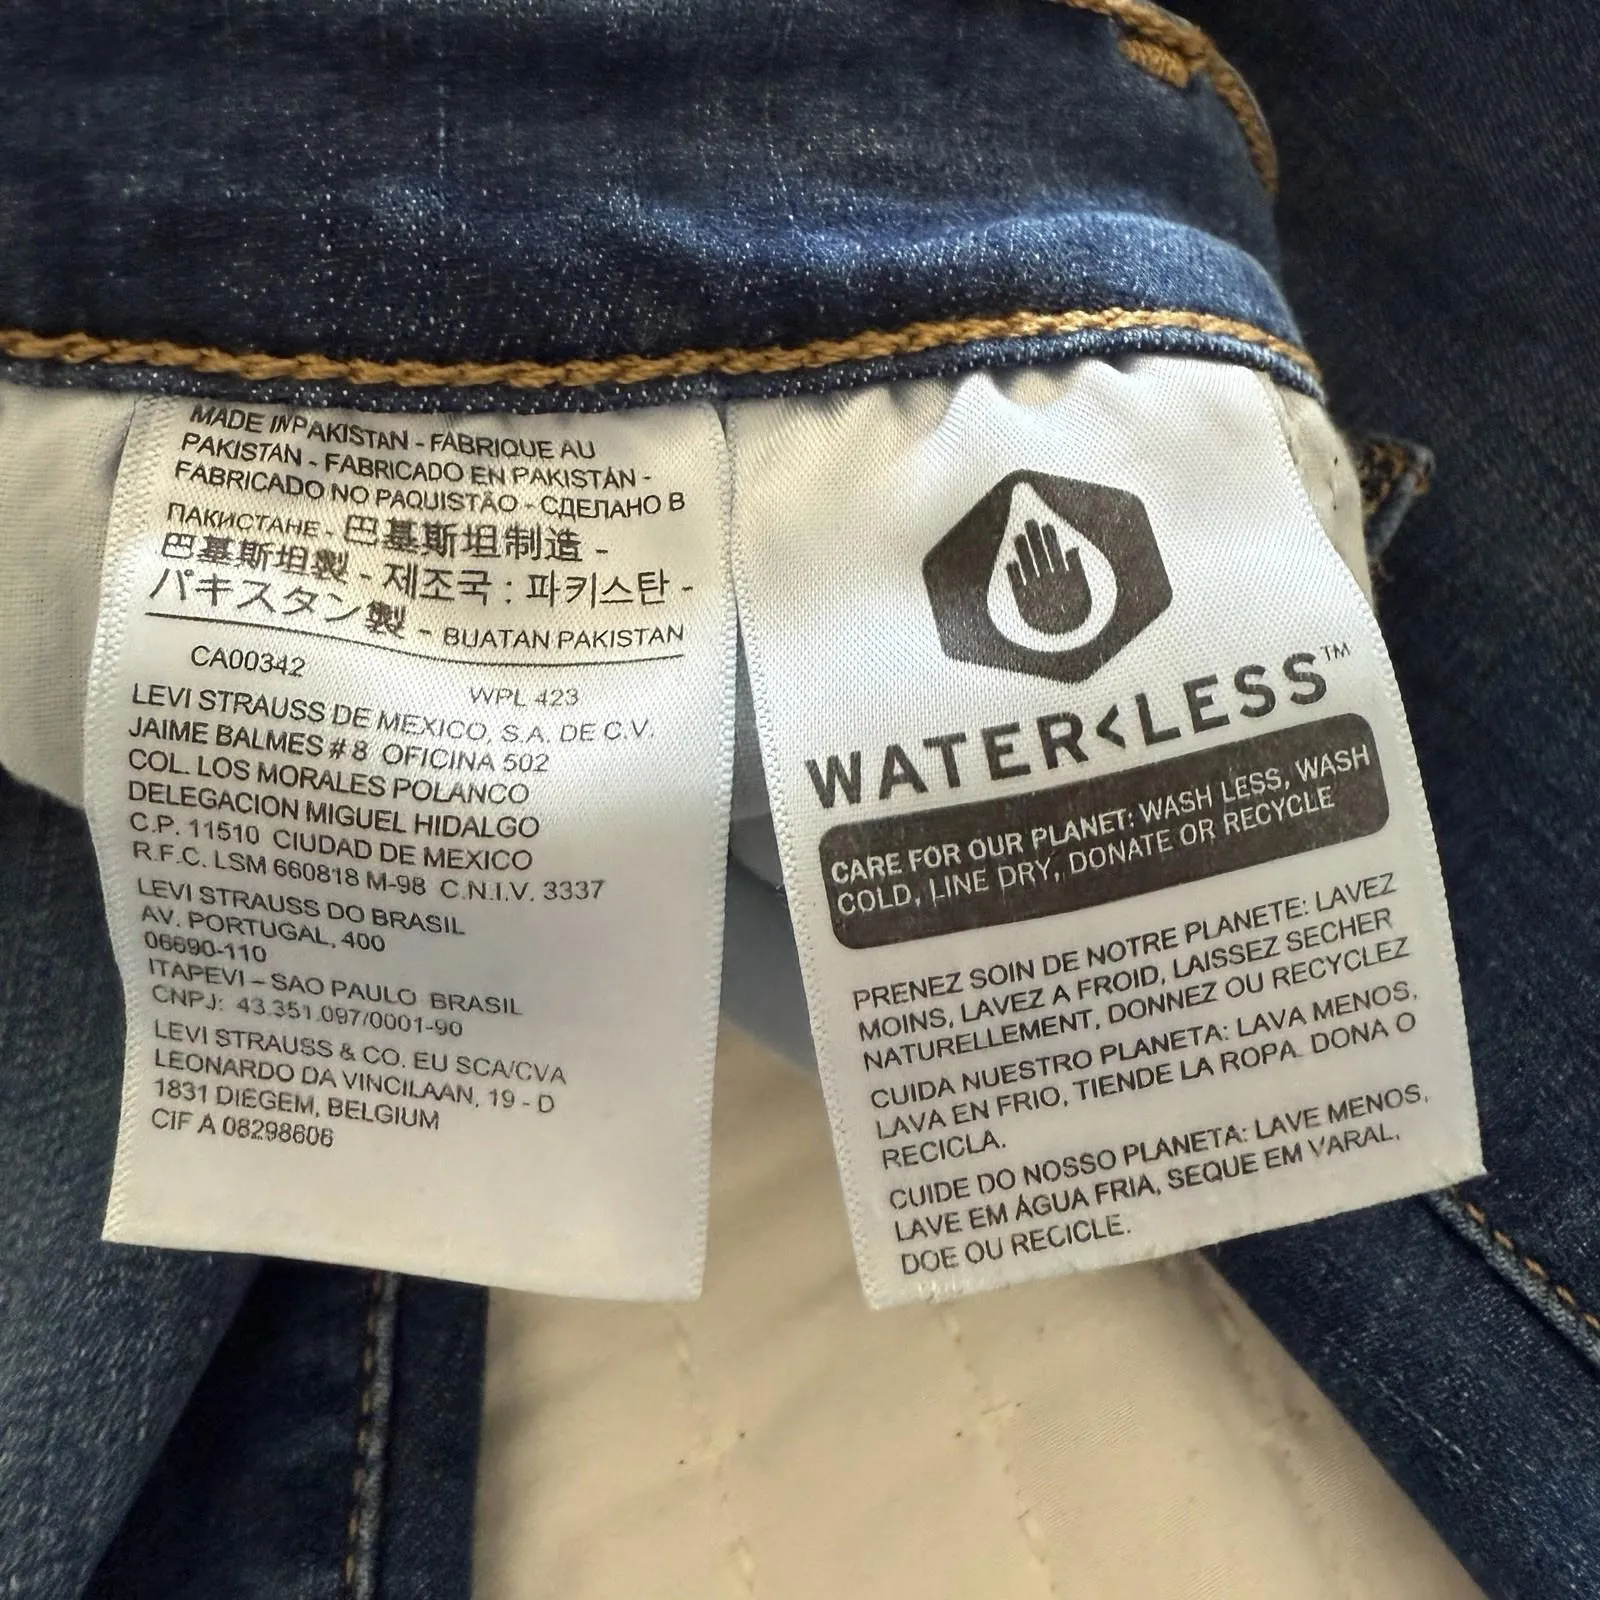 MADE IN PAKISTAN - FABRIQUE AU
PAKISTAN - FABRICADO EN PAKISTÁN -
FABRICADO NO PAQUISTÃO - СДЕЛАНО В
ПАКИСТАНЕ - 巴基斯坦制造 -
巴基斯坦製 - 제조국 : 파키스탄 -
パキスタン製 - BUATAN PAKISTAN
CA00342
WPL 423
LEVI STRAUSS DE MEXICO, S.A. DE C.V.
JAIME BALMES # 8 OFICINA 502
COL. LOS MORALES POLANCO
DELEGACION MIGUEL HIDALGO
C.P. 11510 CIUDAD DE MEXICO
R.F.C. LSM 660818 M-98 C.N.I.V. 3337
LEVI STRAUSS DO BRASIL
AV. PORTUGAL, 400
06690-110
ITAPEVI – SAO PAULO BRASIL
CNPJ: 43.351.097/0001-90
LEVI STRAUSS & CO. EU SCA/CVA
LEONARDO DA VINCILAAN, 19 - D
1831 DIEGEM, BELGIUM
CIF A 08298606
WATER<LESS™
CARE FOR OUR PLANET: WASH LESS, WASH
COLD, LINE DRY, DONATE OR RECYCLE
PRENEZ SOIN DE NOTRE PLANETE: LAVEZ
MOINS, LAVEZ A FROID, LAISSEZ SECHER
NATURELLEMENT, DONNEZ OU RECYCLEZ
CUIDA NUESTRO PLANETA: LAVA MENOS,
LAVA EN FRIO, TIENDE LA ROPA. DONA O
RECICLA.
CUIDE DO NOSSO PLANETA: LAVE MENOS,
LAVE EM ÁGUA FRIA, SEQUE EM VARAL,
DOE OU RECICLE.